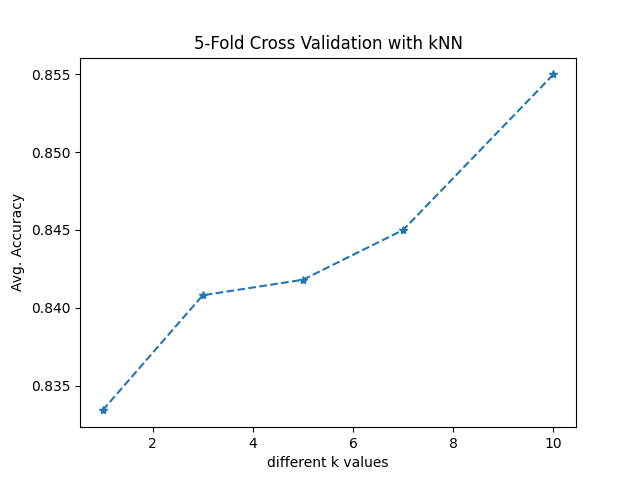 5-Fold Cross Validation with kNN
0.855
0.850
0.845
0.840
0.835
Avg. Accuracy
2 4 6 8 10
different k values